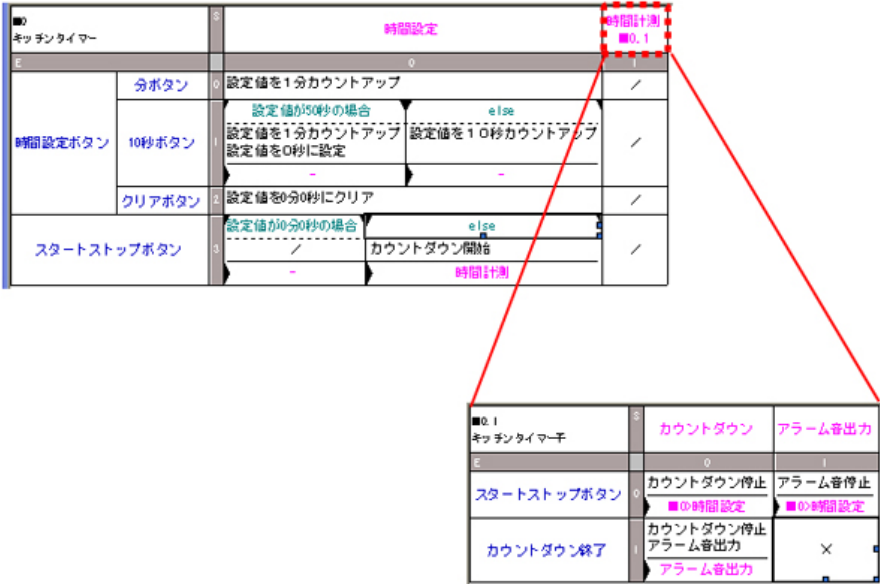 ■0
キッチンタイマー
S
時間設定
時間計測
■0.1
E
0
1
時間設定ボタン
分ボタン
0
設定値を1分カウントアップ
/
10秒ボタン
1
設定値が50秒の場合
else
設定値を1分カウントアップ
設定値を0秒に設定
設定値を10秒カウントアップ
/
-
-
クリアボタン
2
設定値を0分0秒にクリア
/
スタートストップボタン
3
設定値が0分0秒の場合
else
/
カウントダウン開始
/
-
時間計測
■0.1
キッチンタイマー子
S
カウントダウン
アラーム音出力
E
0
1
スタートストップボタン
0
カウントダウン停止
アラーム音停止
■0>時間設定
■0>時間設定
カウントダウン終了
1
カウントダウン停止
アラーム音出力
×
アラーム音出力